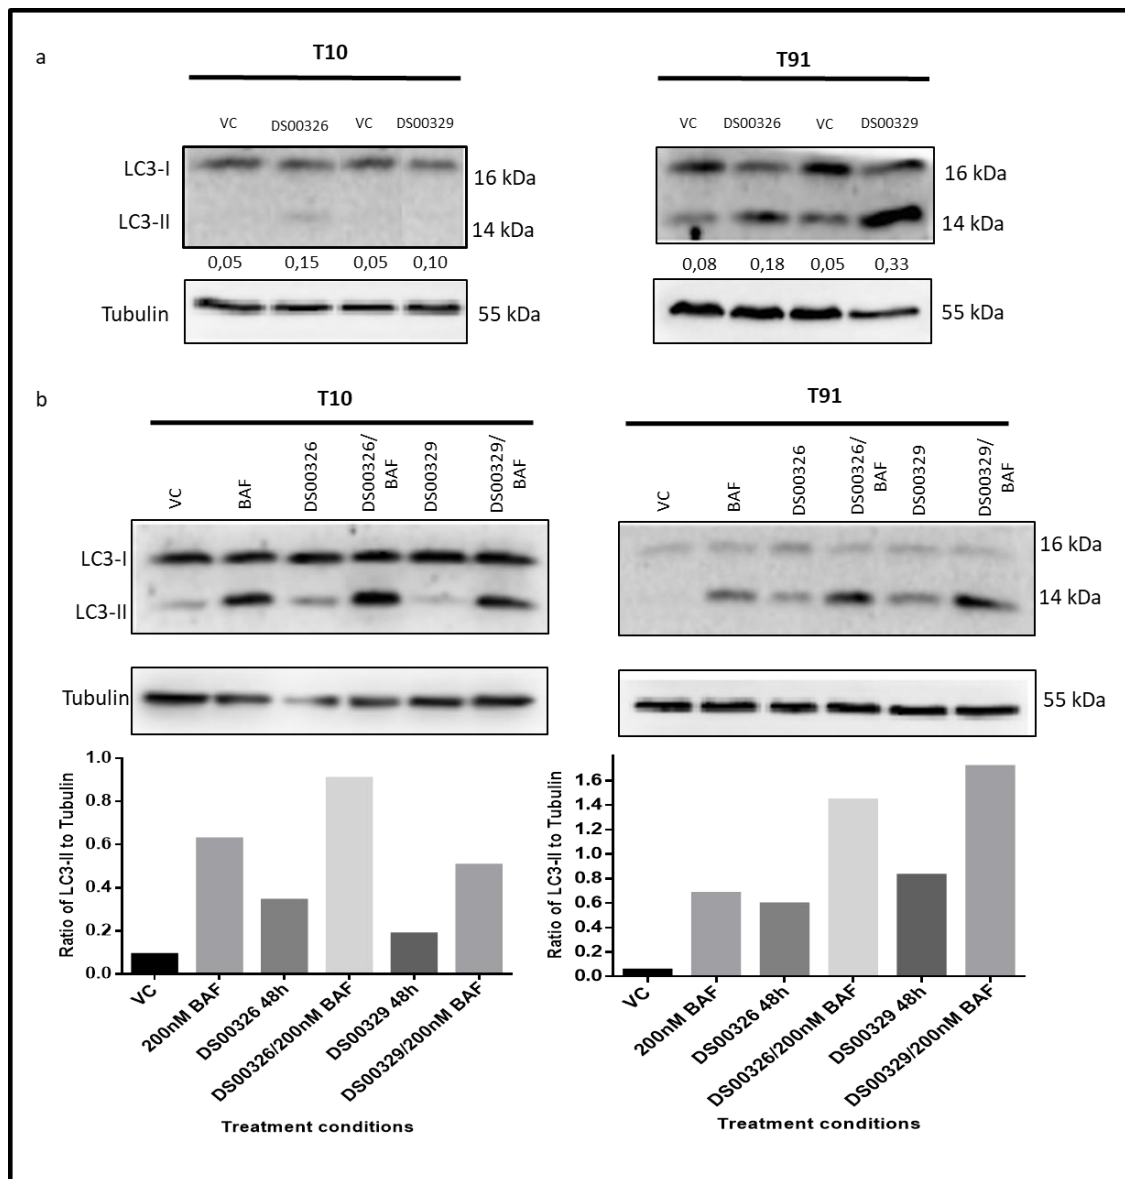 a
T10
T91
VC DS00326 VC DS00329
VC DS00326 VC DS00329
LC3-I
16 kDa
16 kDa
LC3-II
14 kDa
14 kDa
0,05 0,15 0,05 0,10
0,08 0,18 0,05 0,33
Tubulin
55 kDa
55 kDa
b
T10
T91
VC
BAF
DS00326
DS00326/
BAF
DS00329
DS00329/
BAF
VC
BAF
DS00326
DS00326/
BAF
DS00329
DS00329/
BAF
LC3-I
16 kDa
LC3-II
14 kDa
Tubulin
55 kDa
Ratio of LC3-II to Tubulin
1.0
0.8
0.6
0.4
0.2
0.0
VC
200nM BAF
DS00326 48h
DS00326/200nM BAF
DS00329 48h
DS00329/200nM BAF
Treatment conditions
Ratio of LC3-II to Tubulin
1.6
1.4
1.2
1.0
0.8
0.6
0.4
0.2
0.0
VC
200nM BAF
DS00326 48h
DS00326/200nM BAF
DS00329 48h
DS00329/200nM BAF
Treatment conditions